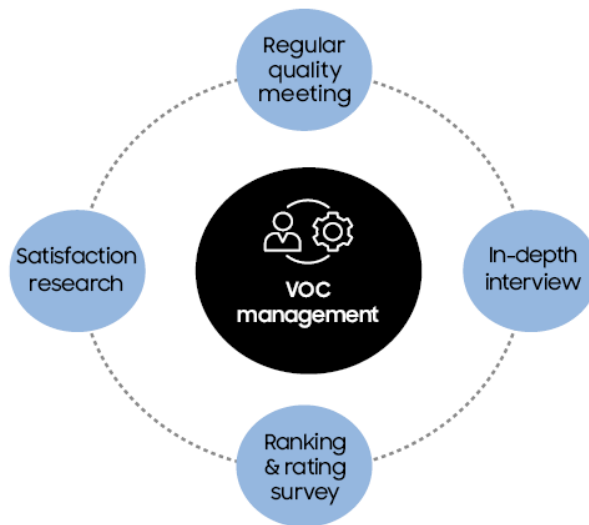 Regular
quality
meeting
Satisfaction
research
VOC
management
In-depth
interview
Ranking
& rating
survey